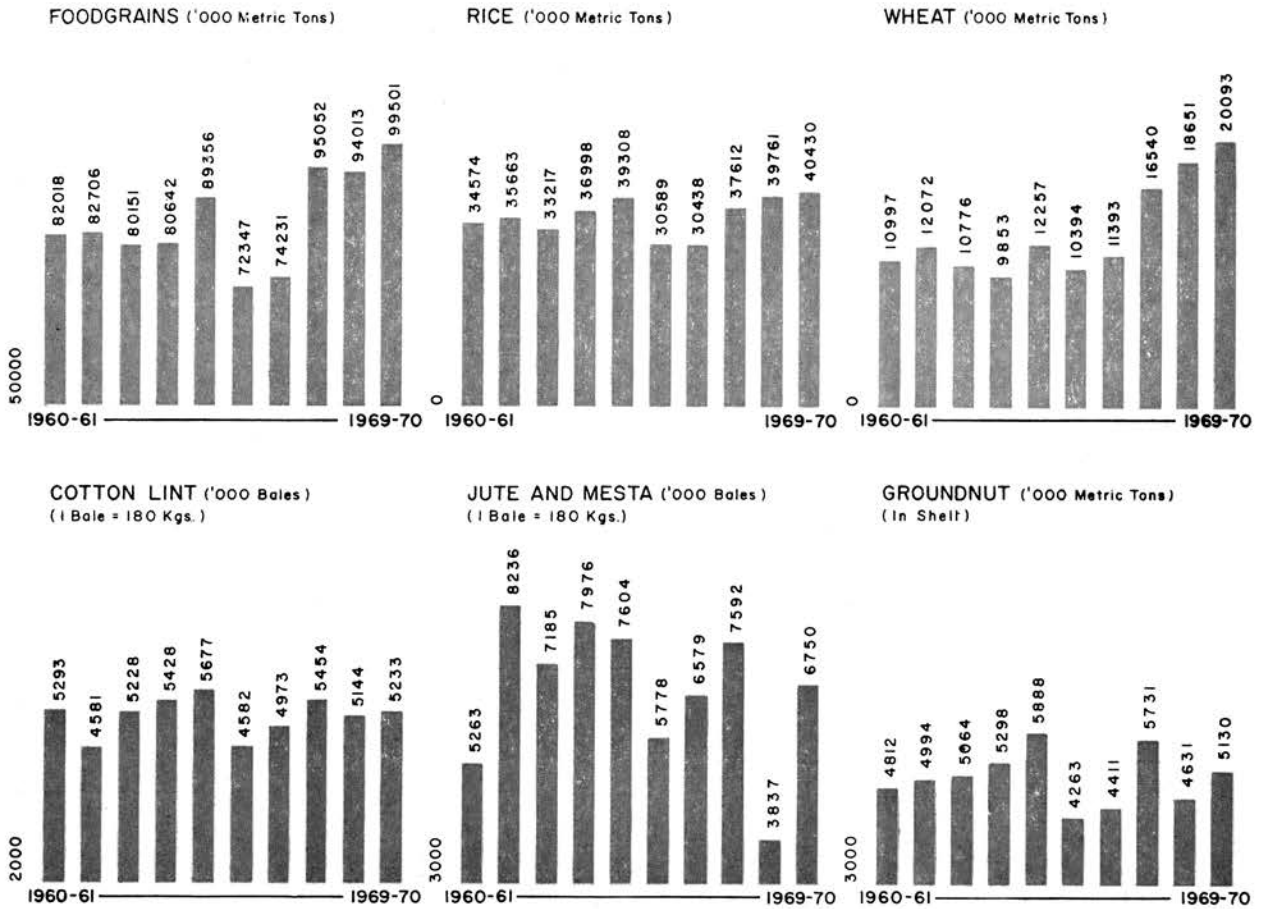 FOODGRAINS ('000 Metric Tons)
82018 82706 80151 80642 89356 72347 74231 95052 94013 99501
50000
1960-61 1969-70
RICE ('000 Metric Tons)
34574 35663 33217 36998 39308 30589 30438 37612 39761 40430
0
1960-61 1969-70
WHEAT ('000 Metric Tons)
10997 12072 10776 9853 12257 10394 11393 16540 18651 20093
0
1960-61 1969-70
COTTON LINT ('000 Bales)
(1 Bale = 180 Kgs.)
5293 4581 5228 5428 5677 4582 4973 5454 5144 5233
2000
1960-61 1969-70
JUTE AND MESTA ('000 Bales)
(1 Bale = 180 Kgs.)
5263 8236 7185 7976 7604 5778 6579 7592 3837 6750
3000
1960-61 1969-70
GROUNDNUT ('000 Metric Tons)
(In Shell)
4812 4994 5064 5298 5888 4263 4411 5731 4631 5130
3000
1960-61 1969-70